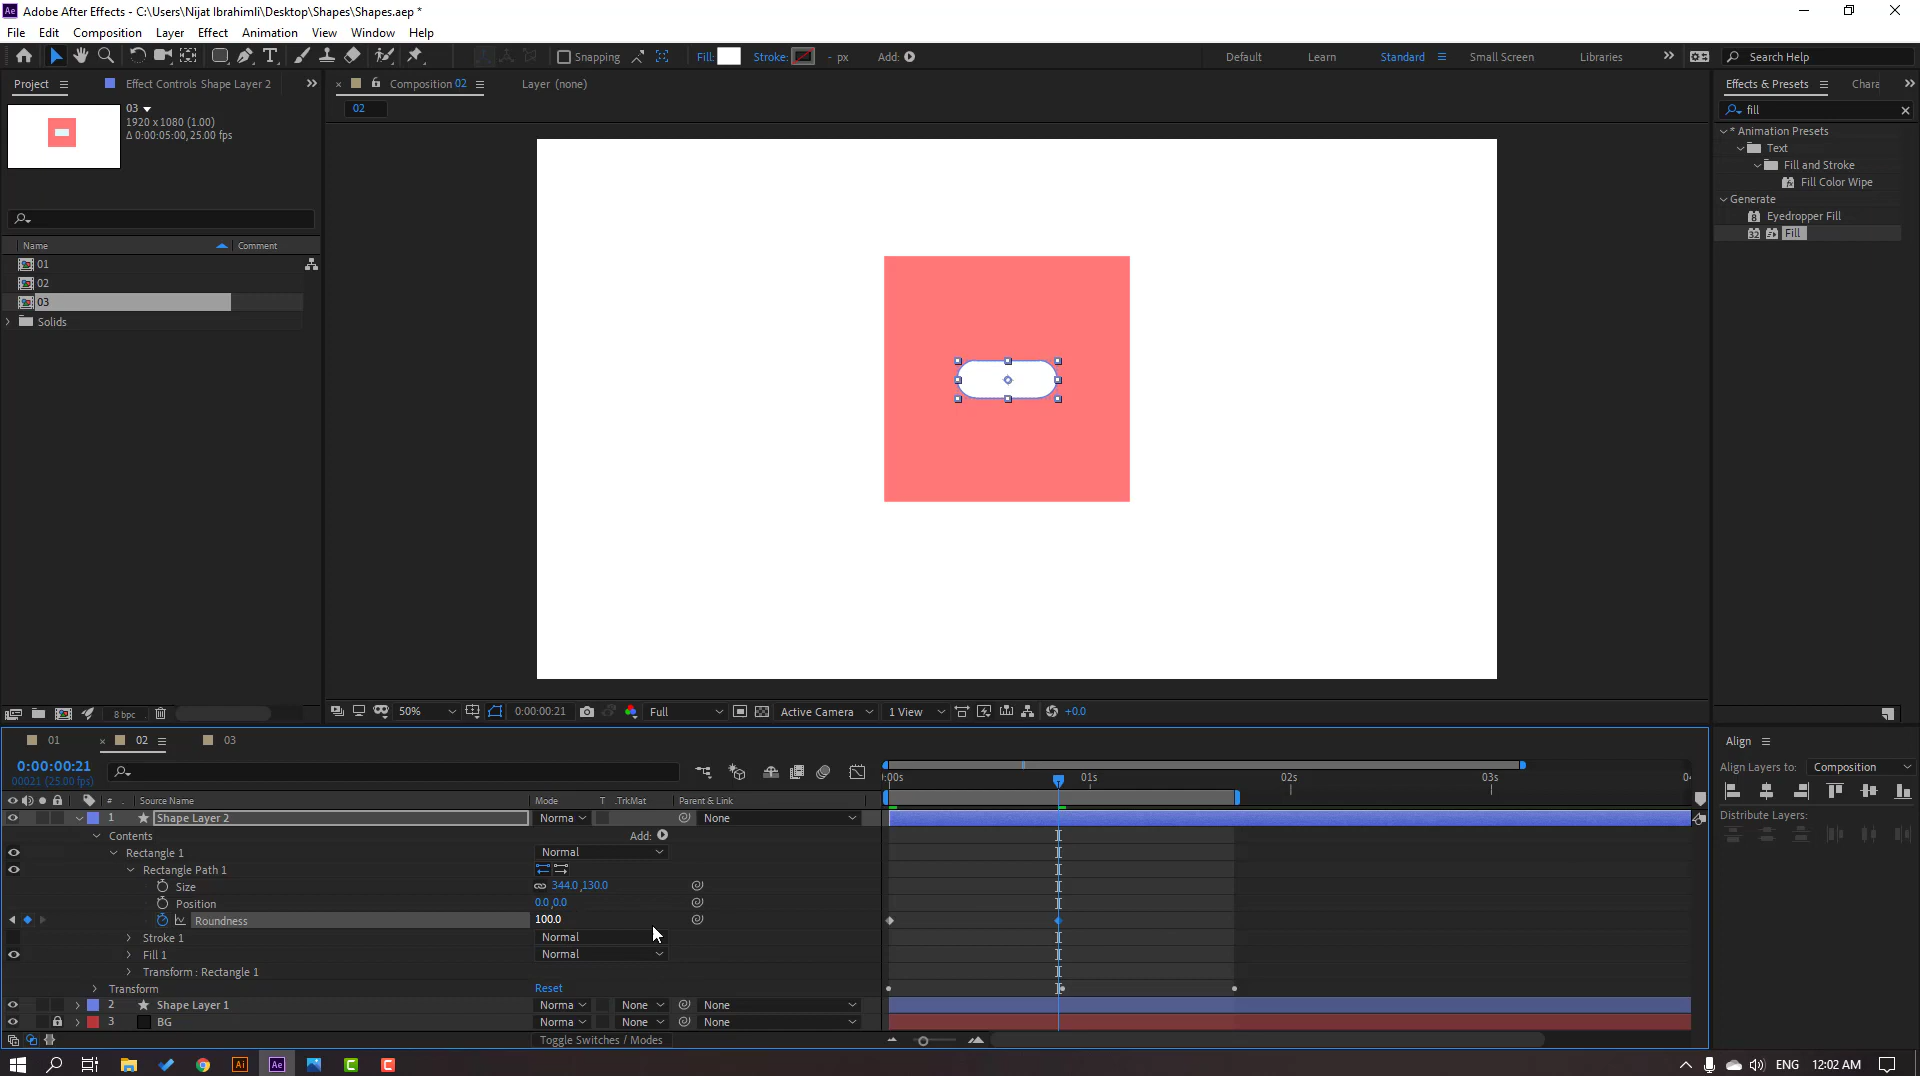 Adobe After Effects - C:\Users\Nijat Ibrahimli\Desktop\Shapes\Shapes.aep *
File Edit Composition Layer Effect Animation View Window Help
Snapping Fill: Stroke: - px Add: Default Learn Standard Small Screen Libraries Search Help
Project Effect Controls Shape Layer 2 Composition 02 Layer (none) Effects & Presets Chara
03
1920 x 1080 (1.00)
Δ 0:00:05:00, 25.00 fps
02
fill
* Animation Presets
Text
Fill and Stroke
Fill Color Wipe
Generate
Eyedropper Fill
Fill
Name Comment
01
02
03
Solids
8 bpc 50% 0:00:00:21 Full Active Camera 1 View +0.0
01 02 03 Align
0:00:00:21
00021 (25.00 fps)
:00s 01s 02s 03s 04
Align Layers to: Composition
Distribute Layers:
# Source Name Mode T .TrkMat Parent & Link
1 Shape Layer 2 Norma None
Contents Add:
Rectangle 1 Normal
Rectangle Path 1
Size 344.0,130.0
Position 0.0,0.0
Roundness 100.0
Stroke 1 Normal
Fill 1 Normal
Transform : Rectangle 1
Transform Reset
2 Shape Layer 1 Norma None None
3 BG Norma None None
Toggle Switches / Modes
ENG 12:02 AM